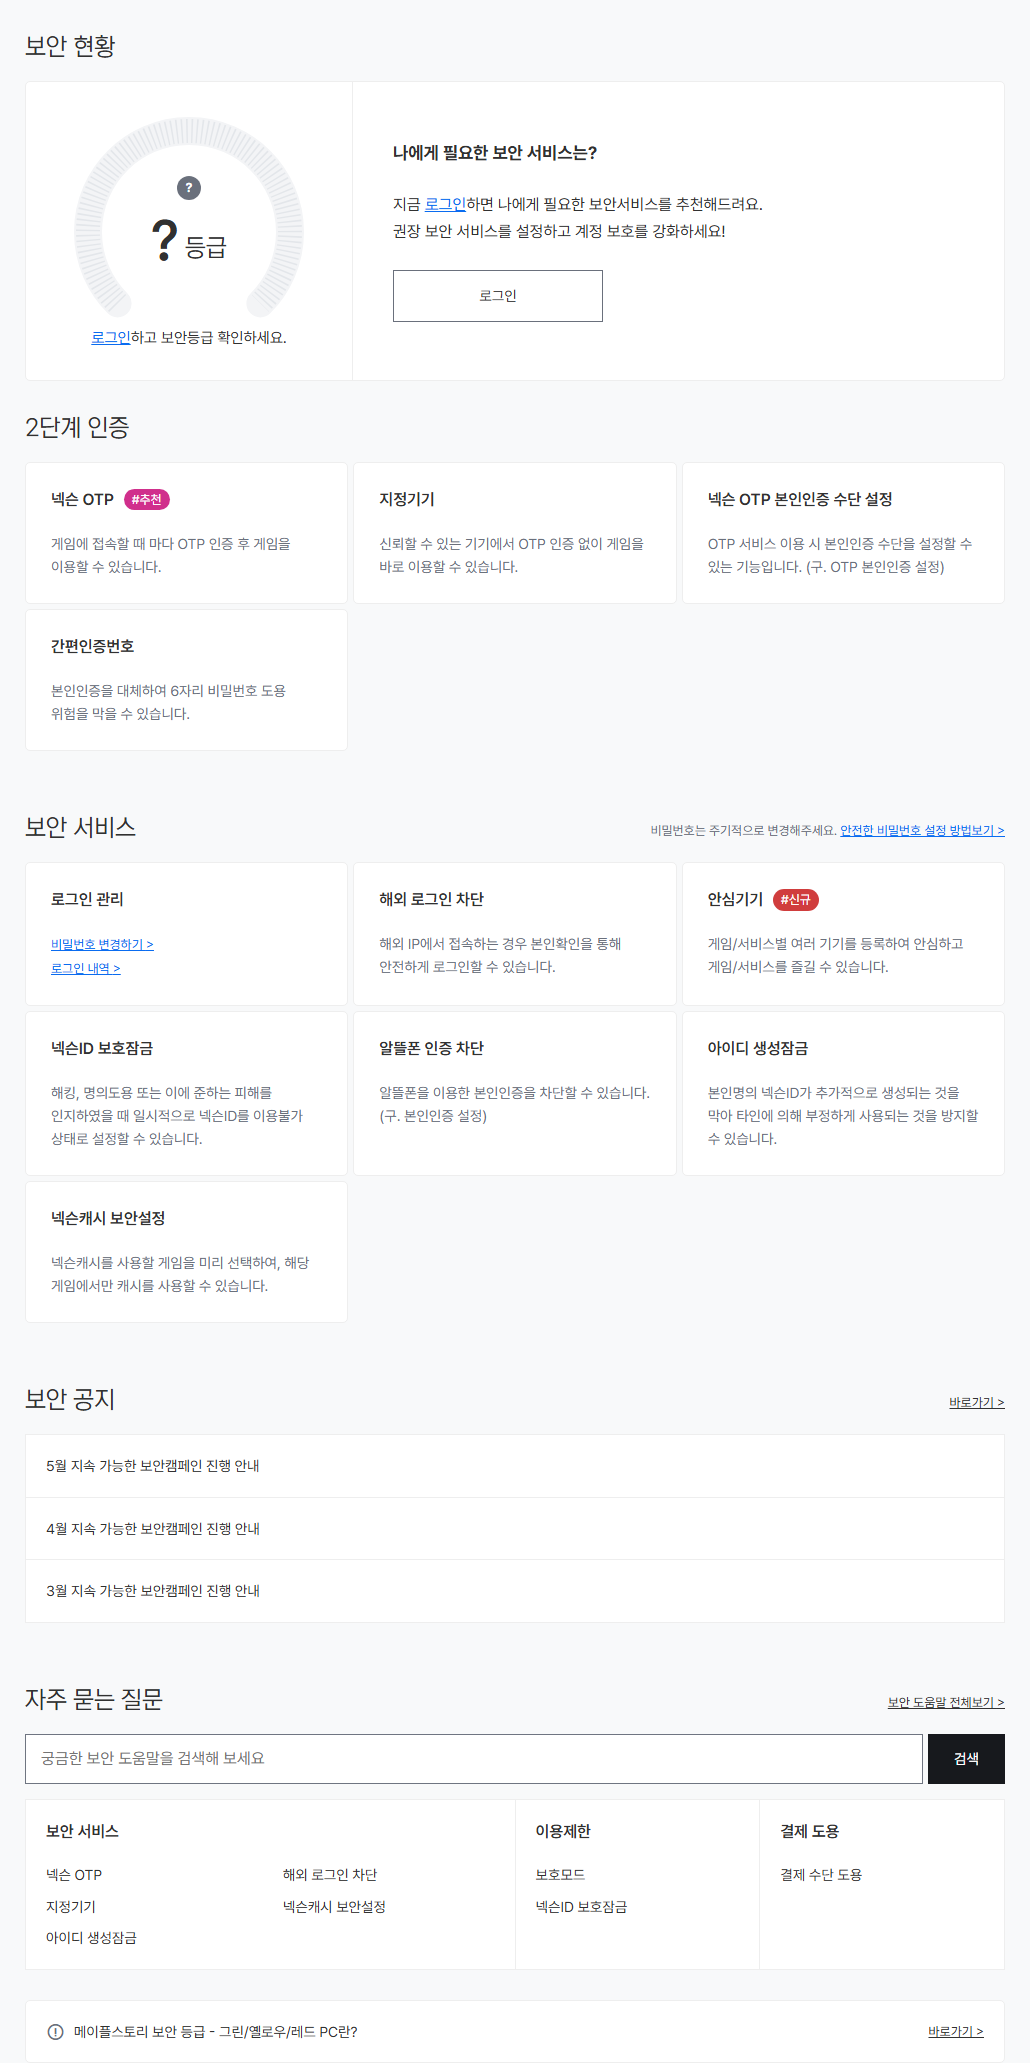 보안 현황
?
? 등급
로그인하고 보안등급 확인하세요.
나에게 필요한 보안 서비스는?
지금 로그인하면 나에게 필요한 보안서비스를 추천해드려요.
권장 보안 서비스를 설정하고 계정 보호를 강화하세요!
로그인
2단계 인증
넥슨 OTP #추천
게임에 접속할 때 마다 OTP 인증 후 게임을
이용할 수 있습니다.
지정기기
신뢰할 수 있는 기기에서 OTP 인증 없이 게임을
바로 이용할 수 있습니다.
넥슨 OTP 본인인증 수단 설정
OTP 서비스 이용 시 본인인증 수단을 설정할 수
있는 기능입니다. (구. OTP 본인인증 설정)
간편인증번호
본인인증을 대체하여 6자리 비밀번호 도용
위험을 막을 수 있습니다.
보안 서비스
비밀번호는 주기적으로 변경해주세요. 안전한 비밀번호 설정 방법보기 >
로그인 관리
비밀번호 변경하기 >
로그인 내역 >
해외 로그인 차단
해외 IP에서 접속하는 경우 본인확인을 통해
안전하게 로그인할 수 있습니다.
안심기기 #신규
게임/서비스별 여러 기기를 등록하여 안심하고
게임/서비스를 즐길 수 있습니다.
넥슨ID 보호잠금
해킹, 명의도용 또는 이에 준하는 피해를
인지하였을 때 일시적으로 넥슨ID를 이용불가
상태로 설정할 수 있습니다.
알뜰폰 인증 차단
알뜰폰을 이용한 본인인증을 차단할 수 있습니다.
(구. 본인인증 설정)
아이디 생성잠금
본인명의 넥슨ID가 추가적으로 생성되는 것을
막아 타인에 의해 부정하게 사용되는 것을 방지할
수 있습니다.
넥슨캐시 보안설정
넥슨캐시를 사용할 게임을 미리 선택하여, 해당
게임에서만 캐시를 사용할 수 있습니다.
보안 공지
바로가기 >
5월 지속 가능한 보안캠페인 진행 안내
4월 지속 가능한 보안캠페인 진행 안내
3월 지속 가능한 보안캠페인 진행 안내
자주 묻는 질문
보안 도움말 전체보기 >
궁금한 보안 도움말을 검색해 보세요
검색
보안 서비스
넥슨 OTP
해외 로그인 차단
지정기기
넥슨캐시 보안설정
아이디 생성잠금
이용제한
보호모드
넥슨ID 보호잠금
결제 도용
결제 수단 도용
메이플스토리 보안 등급 - 그린/옐로우/레드 PC란?
바로가기 >